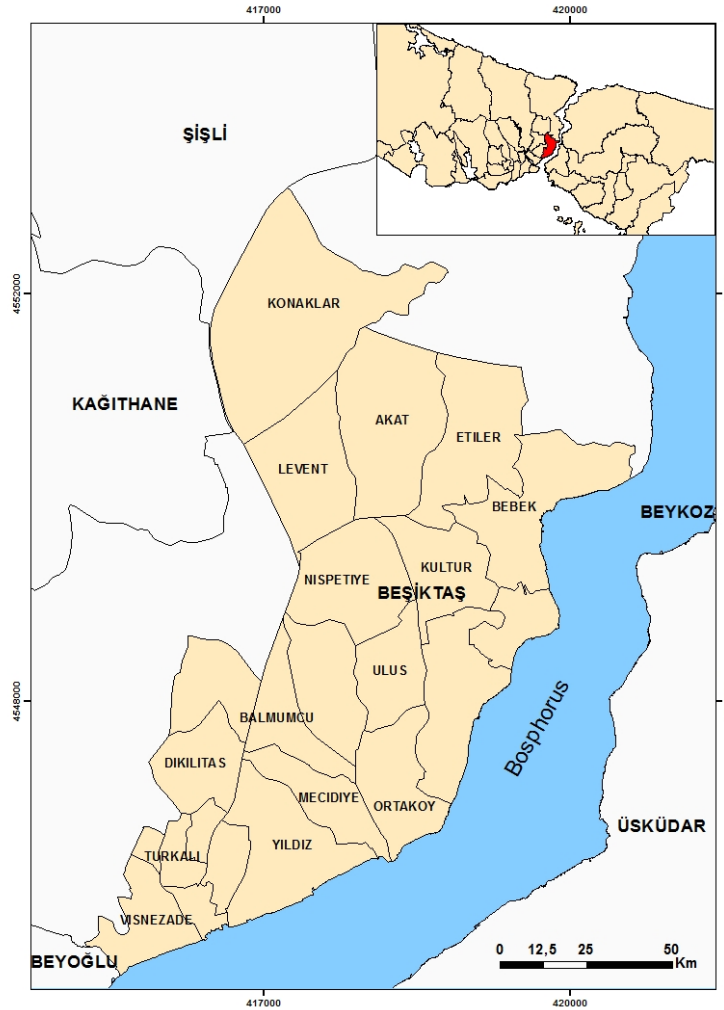 417000 420000
ŞİŞLİ
4552000
KONAKLAR
KAĞITHANE
AKAT
ETILER
LEVENT
BEBEK
BEYKOZ
KULTUR
NISPETIYE
BEŞİKTAŞ
ULUS
4548000
Bosphorus
BALMUMCU
DIKILITAS
MECIDIYE
ORTAKOY
ÜSKÜDAR
YILDIZ
TURKALI
VISNEZADE
BEYOĞLU
0 12,5 25 50
Km
417000 420000